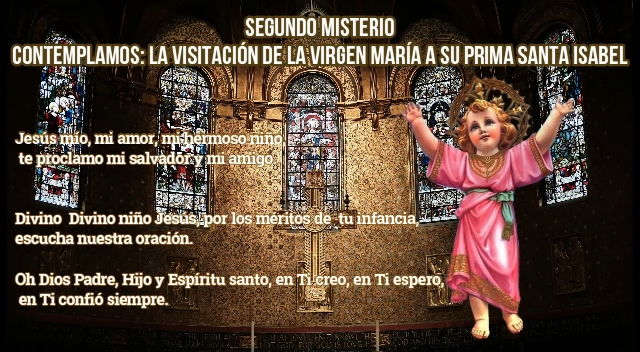 SEGUNDO MISTERIO
CONTEMPLAMOS: LA VISITACIÓN DE LA VIRGEN MARÍA A SU PRIMA SANTA ISABEL
Jesús mío, mi amor, mi hermoso niño,
te proclamo mi salvador y mi amigo
Divino Divino niño Jesús, por los méritos de tu infancia,
escucha nuestra oración.
Oh Dios Padre, Hijo y Espíritu santo, en Ti creo, en Ti espero,
en Ti confió siempre.